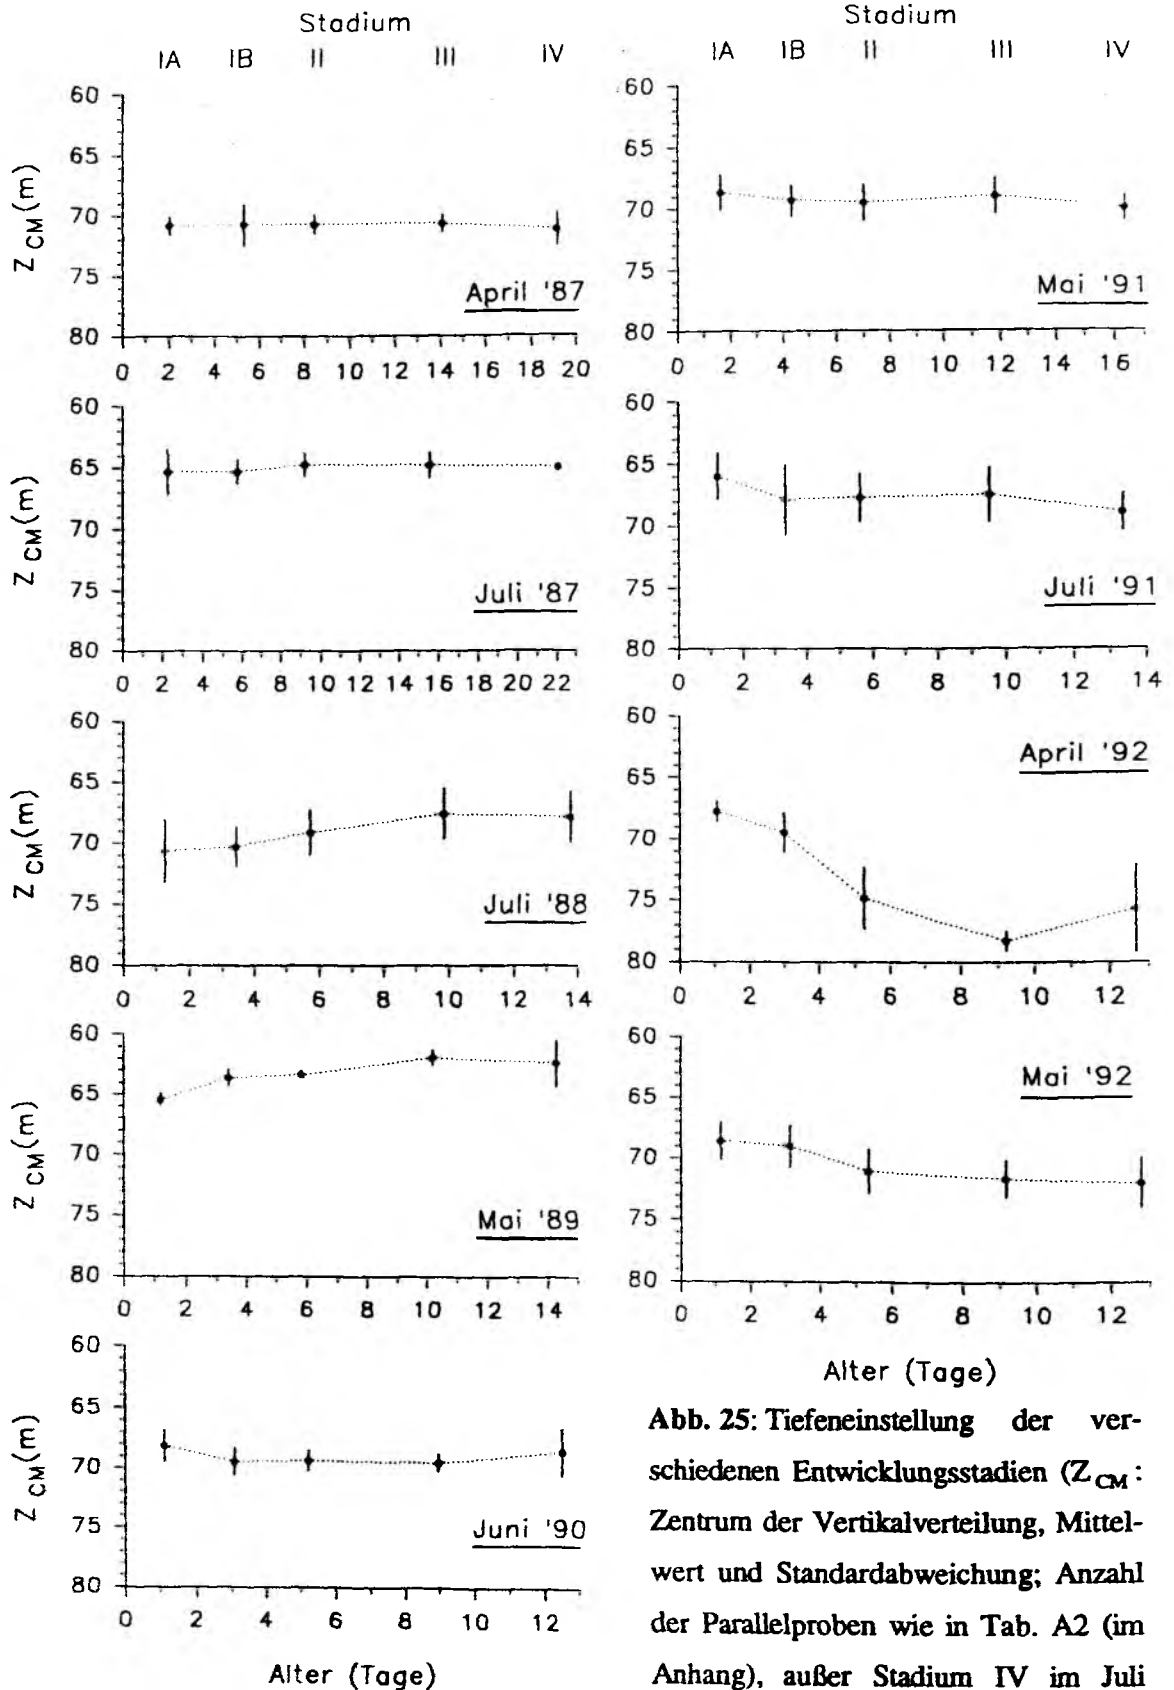 Stadium
IA IB II III IV
60
65
70
75
80
Z CM (m)
April '87
0 2 4 6 8 10 12 14 16 18 20
60
65
70
75
80
Z CM (m)
Juli '87
0 2 4 6 8 10 12 14 16 18 20 22
60
65
70
75
80
Z CM (m)
Juli '88
0 2 4 6 8 10 12 14
60
65
70
75
80
Z CM (m)
Mai '89
0 2 4 6 8 10 12 14
60
65
70
75
80
Z CM (m)
Juni '90
0 2 4 6 8 10 12
Alter (Tage)
Stadium
IA IB II III IV
60
65
70
75
80
Mai '91
0 2 4 6 8 10 12 14 16
60
65
70
75
80
Juli '91
0 2 4 6 8 10 12 14
60
65
70
75
80
April '92
0 2 4 6 8 10 12
60
65
70
75
80
Mai '92
0 2 4 6 8 10 12
Alter (Tage)
Abb. 25: Tiefeneinstellung der ver-
schiedenen Entwicklungsstadien (Z CM :
Zentrum der Vertikalverteilung, Mittel-
wert und Standardabweichung; Anzahl
der Parallelproben wie in Tab. A2 (im
Anhang), außer Stadium IV im Juli